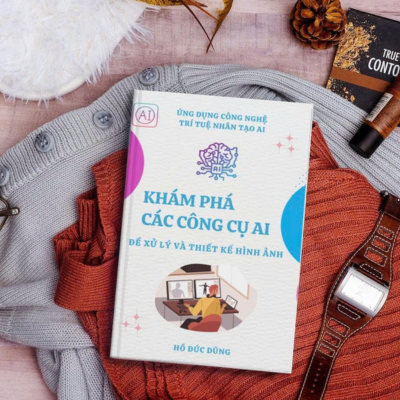 AI
ỨNG DỤNG CÔNG NGHỆ
TRÍ TUỆ NHÂN TẠO AI
AI
KHÁM PHÁ
CÁC CÔNG CỤ AI
ĐỂ XỬ LÝ VÀ THIẾT KẾ HÌNH ẢNH
HỒ ĐỨC DŨNG
TRUE
CONTO